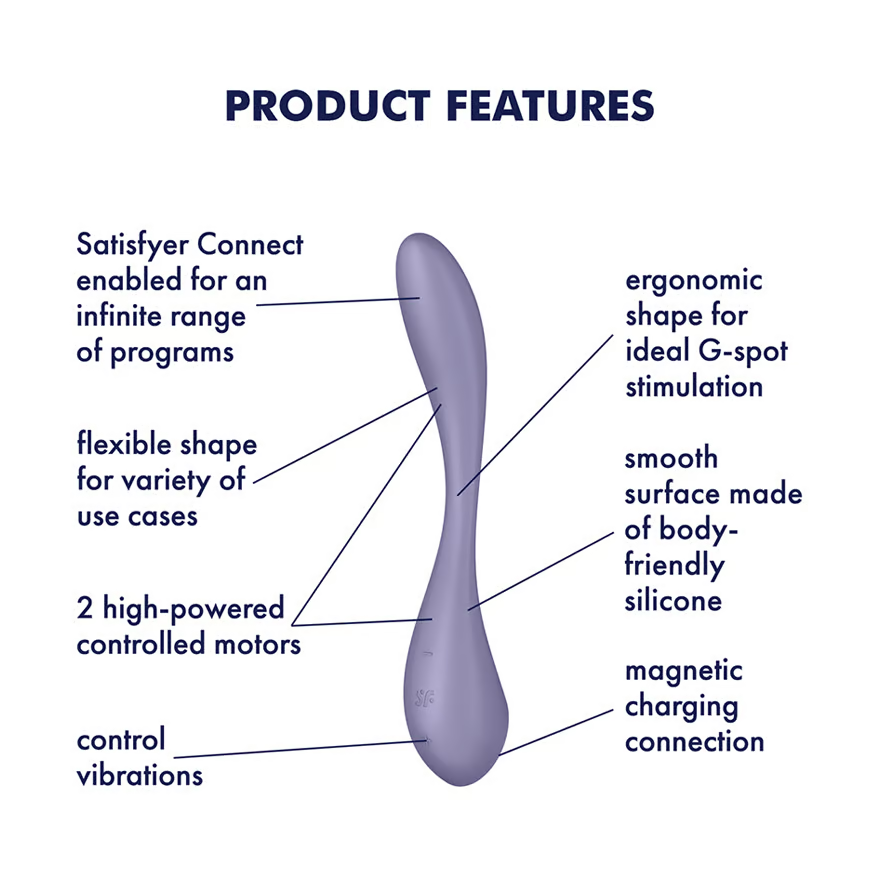 PRODUCT FEATURES
Satisfyer Connect
enabled for an
infinite range
of programs
flexible shape
for variety of
use cases
2 high-powered
controlled motors
control
vibrations
ergonomic
shape for
ideal G-spot
stimulation
smooth
surface made
of body-
friendly
silicone
magnetic
charging
connection